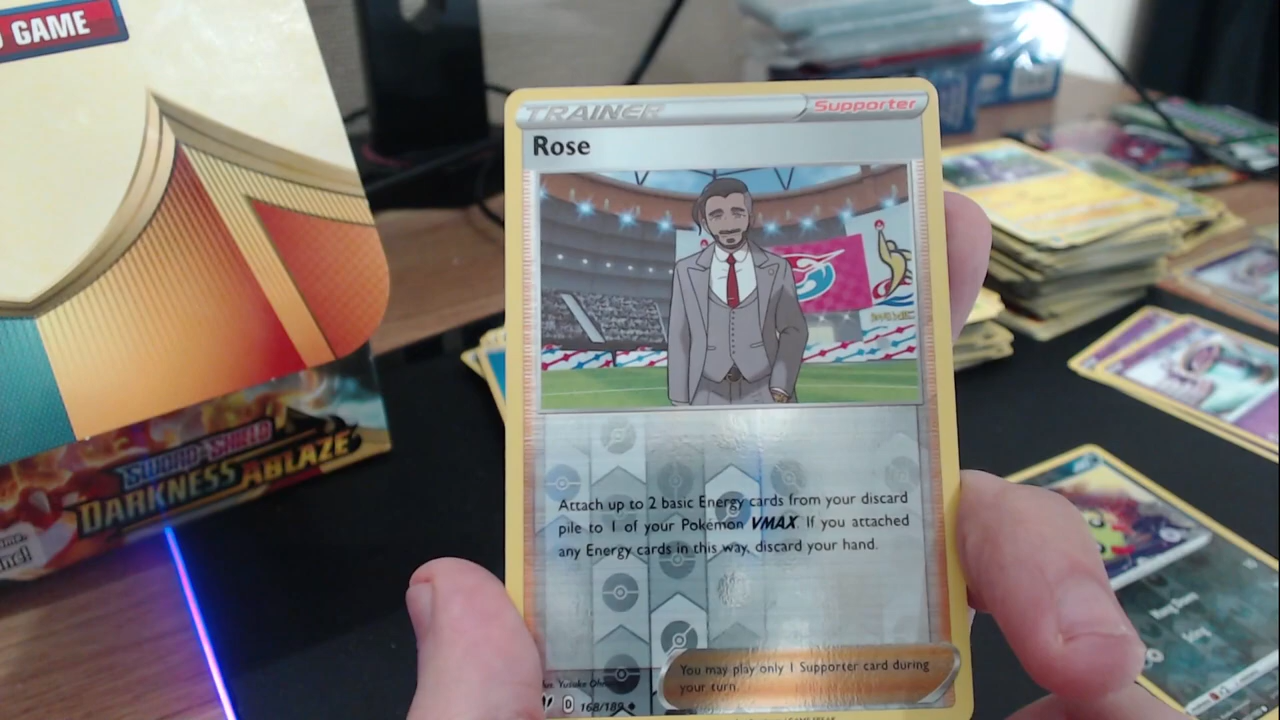 GAME
SWORD & SHIELD
DARKNESS ABLAZE
TRAINER
Supporter
Rose
Attach up to 2 basic Energy cards from your discard
pile to 1 of your Pokémon VMAX. If you attached
any Energy cards in this way, discard your hand.
You may play only 1 Supporter card during
your turn.
D 168/189